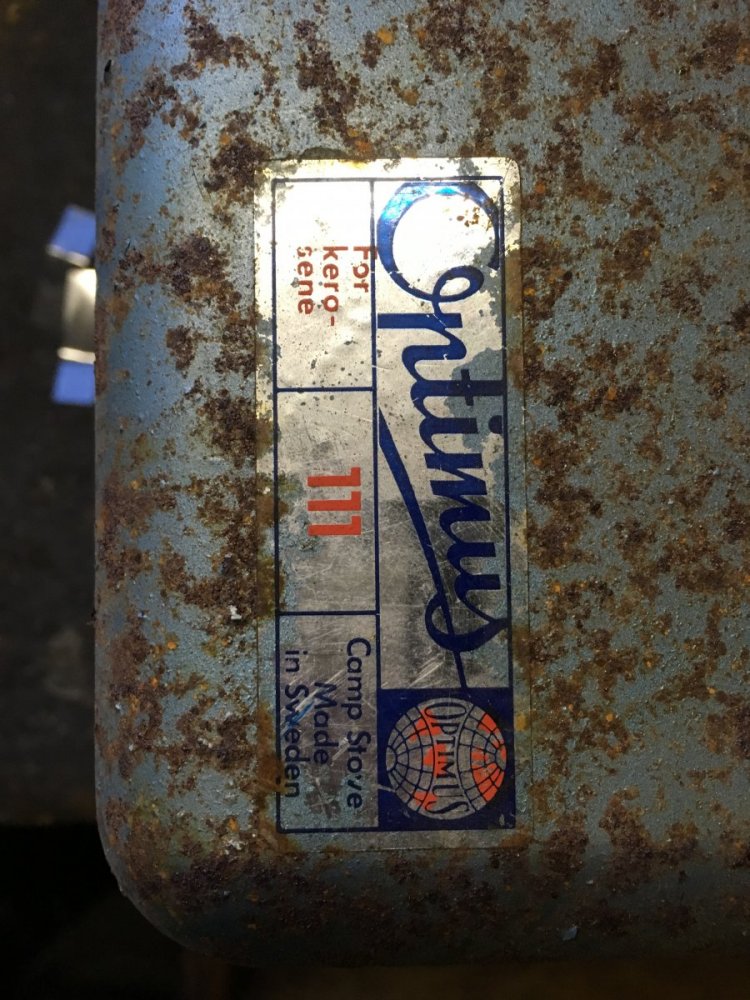 Optimus
OPTIMUS
For
kero-
sene
111
Camp Stove
Made
in Sweden